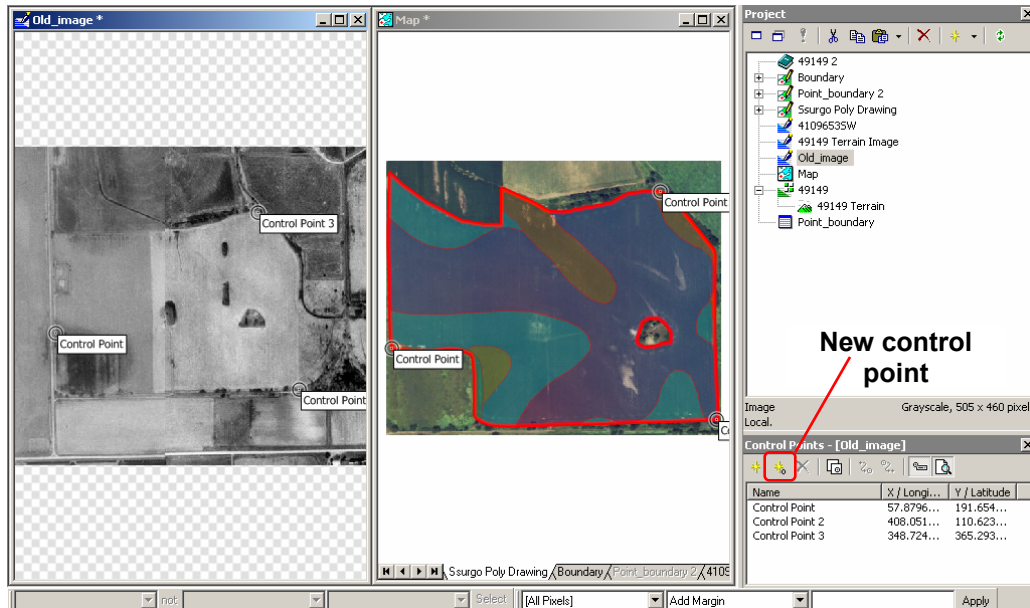 Old_image *
Control Point 3
Control Point
Control Point
Map *
Control Point
Control Point
Ssurgo Poly Drawing
Boundary
Point_boundary 2
Project
49149 2
Boundary
Point_boundary 2
Ssurgo Poly Drawing
4109653SW
49149 Terrain Image
Old_image
Map
49149
49149 Terrain
Point_boundary
New control
point
Image Grayscale, 505 x 460 pixel
Local.
Control Points - [Old_image]
Name X / Longi... Y / Latitude
Control Point 57.8796... 191.654...
Control Point 2 408.051... 110.623...
Control Point 3 348.724... 365.293...
not Select [All Pixels] Add Margin Apply